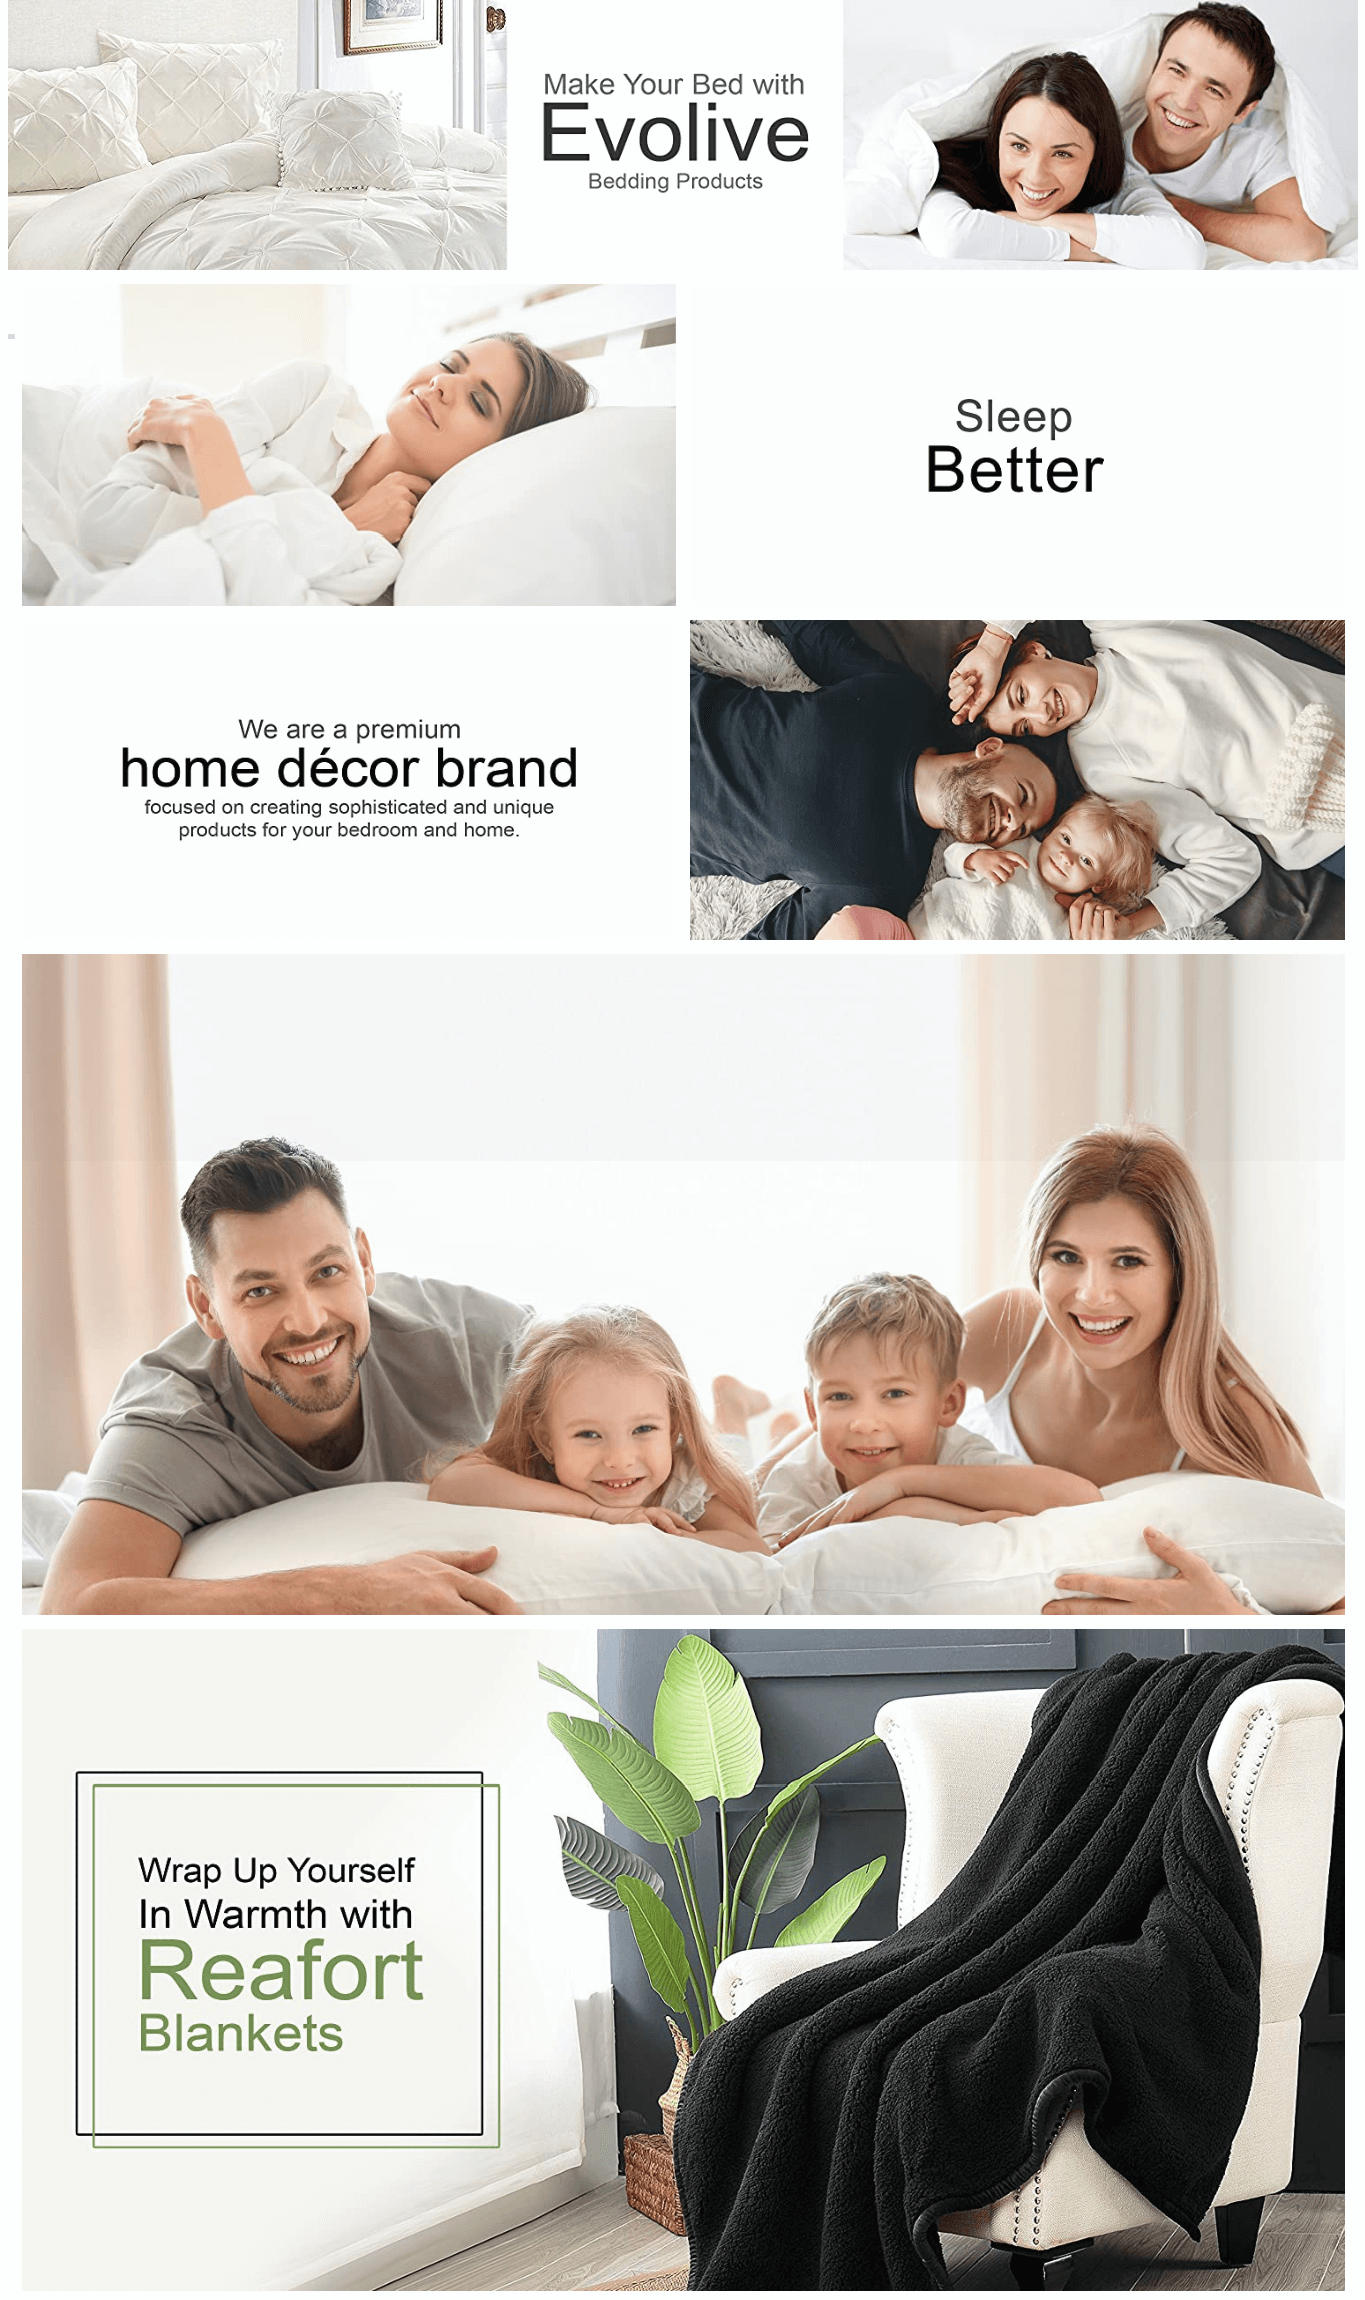 Make Your Bed with
Evolive
Bedding Products
Sleep
Better
We are a premium
home décor brand
focused on creating sophisticated and unique
products for your bedroom and home.
Wrap Up Yourself
In Warmth with
Reafort
Blankets